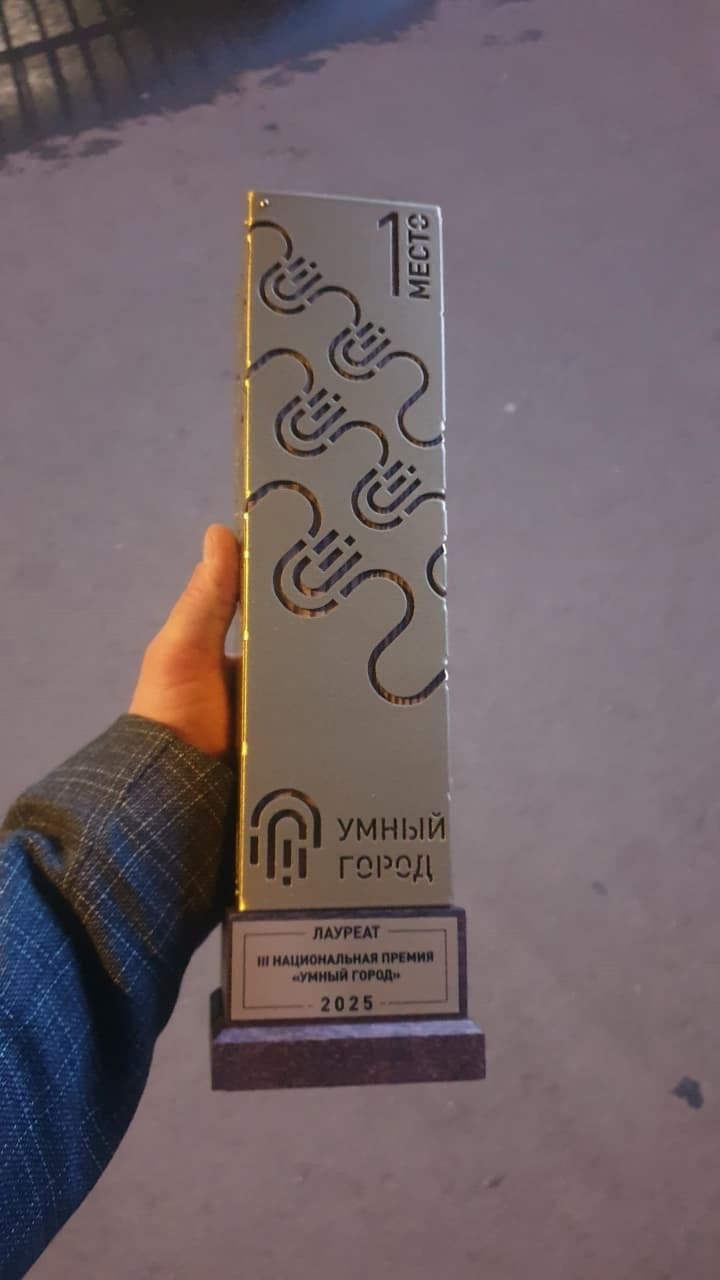 1 МЕСТО
УМНЫЙ
ГОРОД
ЛАУРЕАТ
III НАЦИОНАЛЬНАЯ ПРЕМИЯ
«УМНЫЙ ГОРОД»
2025